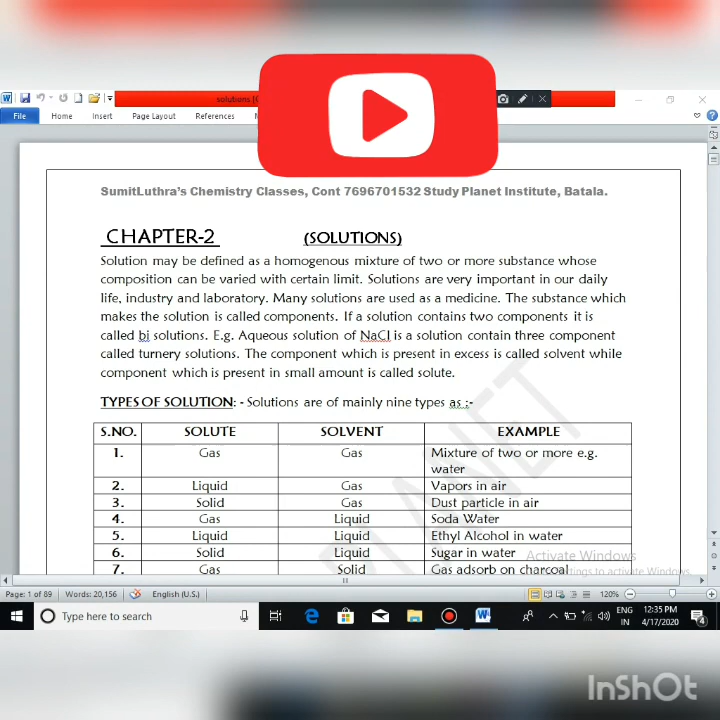 solutions [C
File Home Insert Page Layout References
SumitLuthra's Chemistry Classes, Cont 7696701532 Study Planet Institute, Batala.
CHAPTER-2 (SOLUTIONS)
Solution may be defined as a homogenous mixture of two or more substance whose
composition can be varied with certain limit. Solutions are very important in our daily
life, industry and laboratory. Many solutions are used as a medicine. The substance which
makes the solution is called components. If a solution contains two components it is
called bi solutions. E.g. Aqueous solution of NaCl is a solution contain three component
called turnery solutions. The component which is present in excess is called solvent while
component which is present in small amount is called solute.
TYPES OF SOLUTION: - Solutions are of mainly nine types as :-
S.NO. SOLUTE SOLVENT EXAMPLE
1. Gas Gas Mixture of two or more e.g.
water
2. Liquid Gas Vapors in air
3. Solid Gas Dust particle in air
4. Gas Liquid Soda Water
5. Liquid Liquid Ethyl Alcohol in water
6. Solid Liquid Sugar in water
7. Gas Solid Gas adsorb on charcoal
PLANET
Activate Windows
ettings to activate Windows.
Page: 1 of 89 Words: 20,156 English (U.S.) 120%
Type here to search
ENG 12:35 PM
IN 4/17/2020
4
InShOt